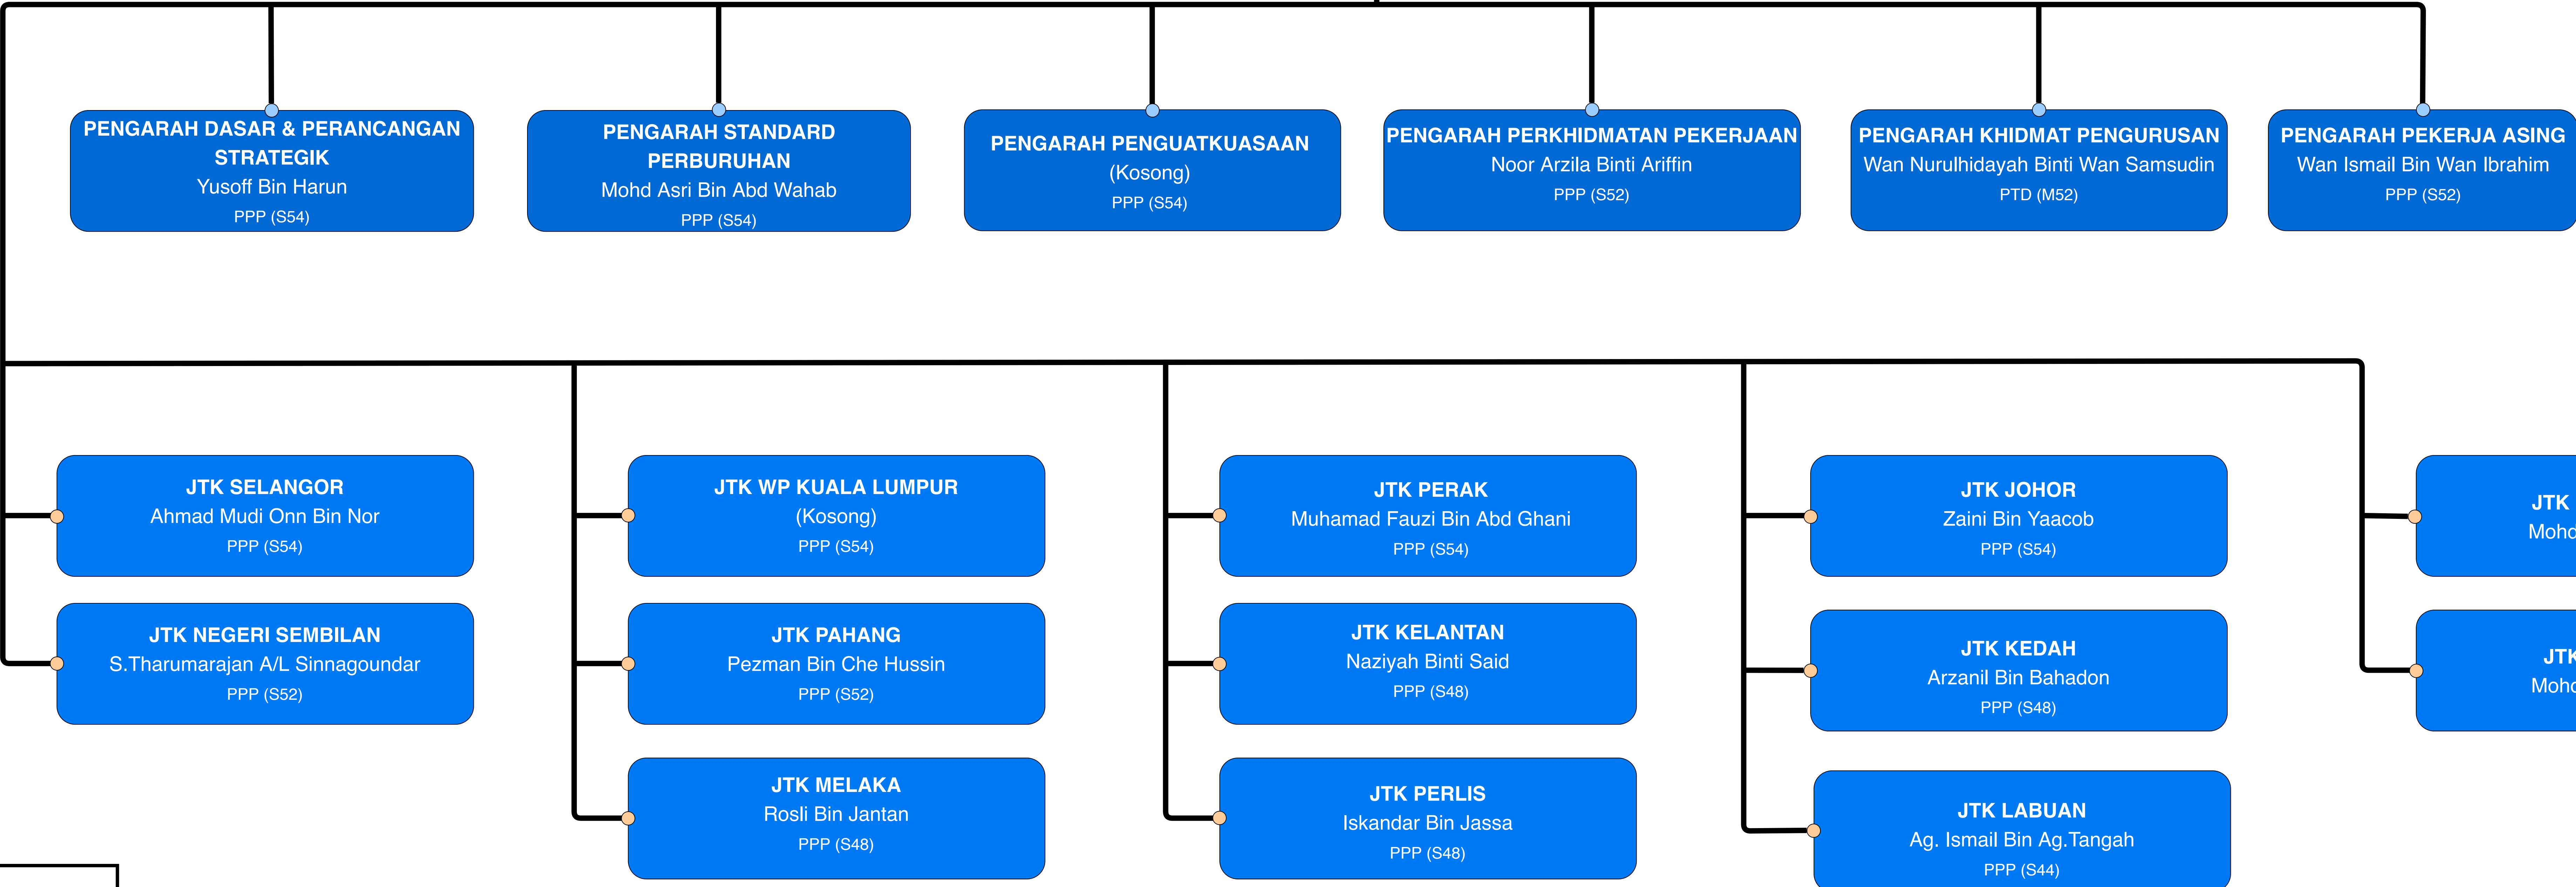 PENGARAH DASAR & PERANCANGAN
STRATEGIK
Yusoff Bin Harun
PPP (S54)
PENGARAH STANDARD
PERBURUHAN
Mohd Asri Bin Abd Wahab
PPP (S54)
PENGARAH PENGUATKUASAAN
(Kosong)
PPP (S54)
PENGARAH PERKHIDMATAN PEKERJAAN
Noor Arzila Binti Ariffin
PPP (S52)
PENGARAH KHIDMAT PENGURUSAN
Wan Nurulhidayah Binti Wan Samsudin
PTD (M52)
PENGARAH PEKERJA ASING
Wan Ismail Bin Wan Ibrahim
PPP (S52)
JTK SELANGOR
Ahmad Mudi Onn Bin Nor
PPP (S54)
JTK WP KUALA LUMPUR
(Kosong)
PPP (S54)
JTK PERAK
Muhamad Fauzi Bin Abd Ghani
PPP (S54)
JTK JOHOR
Zaini Bin Yaacob
PPP (S54)
JTK
Mohd
JTK NEGERI SEMBILAN
S.Tharumarajan A/L Sinnagoundar
PPP (S52)
JTK PAHANG
Pezman Bin Che Hussin
PPP (S52)
JTK KELANTAN
Naziyah Binti Said
PPP (S48)
JTK KEDAH
Arzanil Bin Bahadon
PPP (S48)
JTK
Mohd
JTK MELAKA
Rosli Bin Jantan
PPP (S48)
JTK PERLIS
Iskandar Bin Jassa
PPP (S48)
JTK LABUAN
Ag. Ismail Bin Ag.Tangah
PPP (S44)